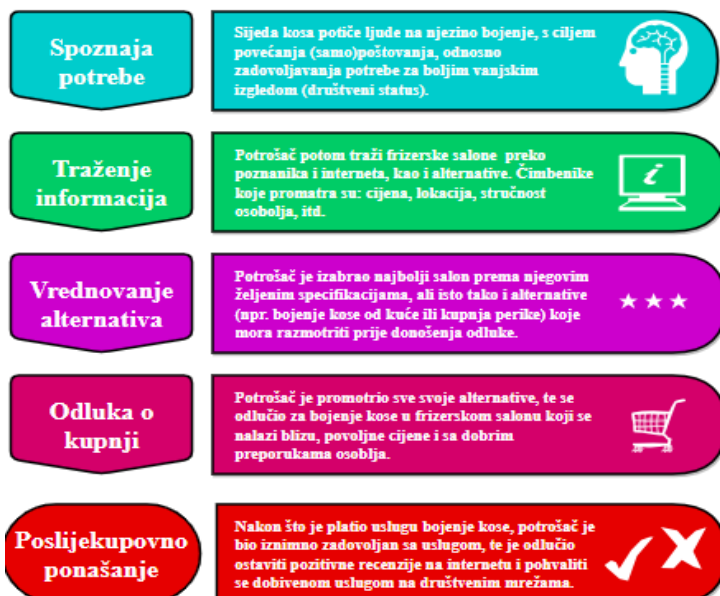 Spoznaja
potrebe
Sijeda kosa potiče ljude na njezino bojenje, s ciljem
povećanja (samo)poštovanja, odnosno
zadovoljavanja potrebe za boljim vanjskim
izgledom (društveni status).
Traženje
informacija
Potrošač potom traži frizerske salone preko
poznanika i interneta, kao i alternative. Čimbenike
koje promatra su: cijena, lokacija, stručnost
osobolja, itd.
i
Vrednovanje
alternativa
Potrošač je izabrao najbolji salon prema njegovim
željenim specifikacijama, ali isto tako i alternative
(npr. bojenje kose od kuće ili kupnja perike) koje
mora razmotriti prije donošenja odluke.
Odluka o
kupnji
Potrošač je promotrio sve svoje alternative, te se
odlučio za bojenje kose u frizerskom salonu koji se
nalazi blizu, povoljne cijene i sa dobrim
preporukama osoblja.
Poslijekupovno
ponašanje
Nakon što je platio uslugu bojenje kose, potrošač je
bio iznimno zadovoljan sa uslugom, te je odlučio
ostaviti pozitivne recenzije na internetu i pohvaliti
se dobivenom uslugom na društvenim mrežama.